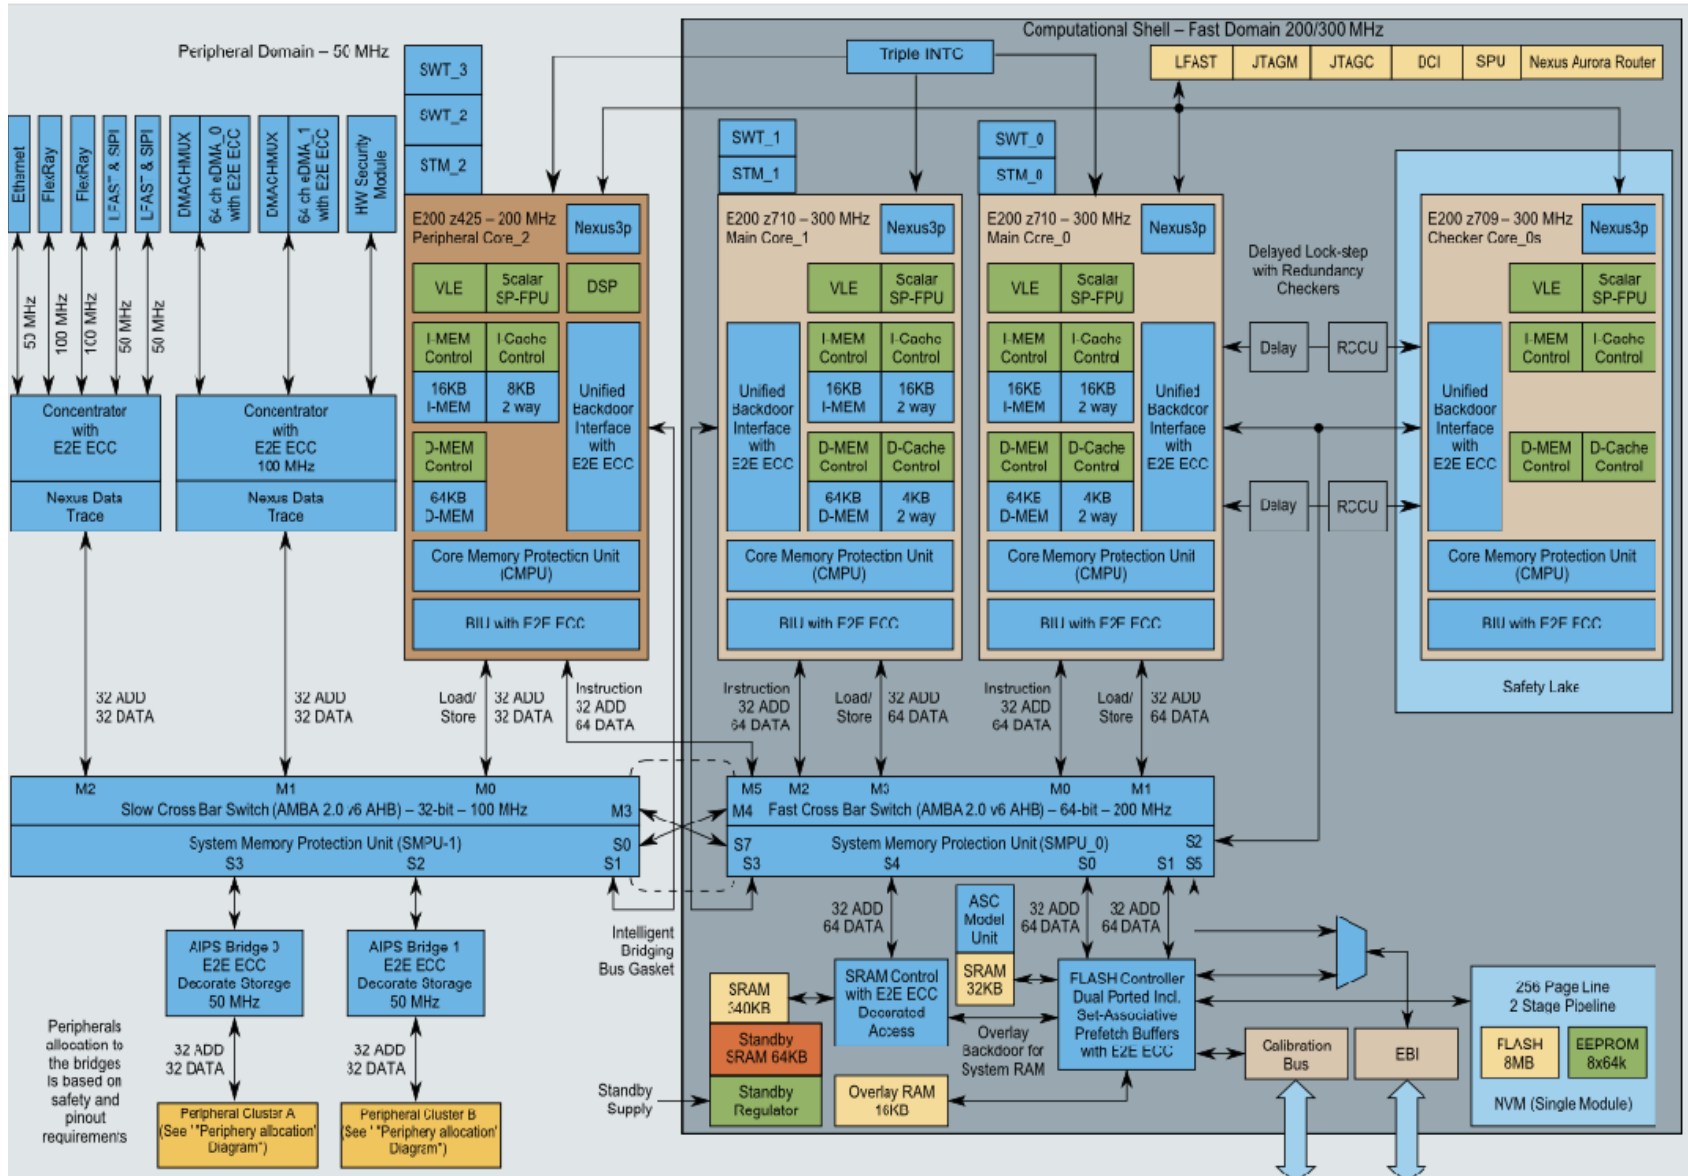 Computational Shell – Fast Domain 200/300 MHz
Peripheral Domain – 50 MHz
Triple INTC
LFAST
JTAGM
JTAGC
DCI
SPU
Nexus Aurora Router
SWT_3
SWT_2
STM_2
SWT_1
STM_1
SWT_0
STM_0
Ethernet
FlexRay
FlexRay
LFAST & SIPI
LFAST & SIPI
DMACHMUX
64 ch eDMA_0
with E2E ECC
DMACHMUX
64 ch eDMA_1
with E2E ECC
HW Security
Module
50 MHz
100 MHz
100 MHz
50 MHz
50 MHz
Concentrator
with
E2E ECC
Nexus Data
Trace
Concentrator
with
E2E ECC
100 MHz
Nexus Data
Trace
E200 z425 – 200 MHz
Peripheral Core_2
Nexus3p
VLE
Scalar
SP-FPU
DSP
I-MEM
Control
I-Cache
Control
16KB
I-MEM
8KB
2 way
D-MEM
Control
64KB
D-MEM
Unified
Backdoor
Interface
with
E2E ECC
Core Memory Protection Unit
(CMPU)
BIU with E2E ECC
E200 z710 – 300 MHz
Main Core_1
Nexus3p
VLE
Scalar
SP-FPU
Unified
Backdoor
Interface
with
E2E ECC
I-MEM
Control
I-Cache
Control
16KB
I-MEM
16KB
2 way
D-MEM
Control
D-Cache
Control
64KB
D-MEM
4KB
2 way
Core Memory Protection Unit
(CMPU)
BIU with E2E ECC
E200 z710 – 300 MHz
Main Core_0
Nexus3p
VLE
Scalar
SP-FPU
I-MEM
Control
I-Cache
Control
16KB
I-MEM
16KB
2 way
D-MEM
Control
D-Cache
Control
64KB
D-MEM
4KB
2 way
Unified
Backdoor
Interface
with
E2E ECC
Core Memory Protection Unit
(CMPU)
BIU with E2E ECC
Delayed Lock-step
with Redundancy
Checkers
Delay
RCCU
Delay
RCCU
E200 z709 – 300 MHz
Checker Core_0s
Nexus3p
VLE
Scalar
SP-FPU
Unified
Backdoor
Interface
with
E2E ECC
I-MEM
Control
I-Cache
Control
D-MEM
Control
D-Cache
Control
Core Memory Protection Unit
(CMPU)
BIU with E2E ECC
Safety Lake
32 ADD
32 DATA
32 ADD
32 DATA
Load/
Store
32 ADD
32 DATA
Instruction
32 ADD
64 DATA
Instruction
32 ADD
64 DATA
Load/
Store
32 ADD
64 DATA
Instruction
32 ADD
64 DATA
Load/
Store
32 ADD
64 DATA
M2
M1
M0
Slow Cross Bar Switch (AMBA 2.0 v6 AHB) – 32-bit – 100 MHz
M3
System Memory Protection Unit (SMPU-1)
S0
S3
S2
S1
M5
M2
M3
M0
M1
M4
Fast Cross Bar Switch (AMBA 2.0 v6 AHB) – 64-bit – 200 MHz
S7
System Memory Protection Unit (SMPU_0)
S2
S3
S4
S0
S1
S5
Intelligent
Bridging
Bus Gasket
AIPS Bridge 0
E2E ECC
Decorate Storage
50 MHz
AIPS Bridge 1
E2E ECC
Decorate Storage
50 MHz
Peripherals
allocation to
the bridges
is based on
safety and
pinout
requirements
32 ADD
32 DATA
32 ADD
32 DATA
Peripheral Cluster A
(See '"Periphery allocation'
Diagram")
Peripheral Cluster B
(See '"Periphery allocation'
Diagram")
32 ADD
64 DATA
ASC
Model
Unit
SRAM
32KB
32 ADD
64 DATA
32 ADD
64 DATA
SRAM
340KB
Standby
SRAM 64KB
Standby
Regulator
Standby
Supply
SRAM Control
with E2E ECC
Decorated
Access
Overlay
Backdoor for
System RAM
Overlay RAM
16KB
FLASH Controller
Dual Ported Incl.
Set-Associative
Prefetch Buffers
with E2E ECC
Calibration
Bus
EBI
256 Page Line
2 Stage Pipeline
FLASH
8MB
EEPROM
8x64k
NVM (Single Module)